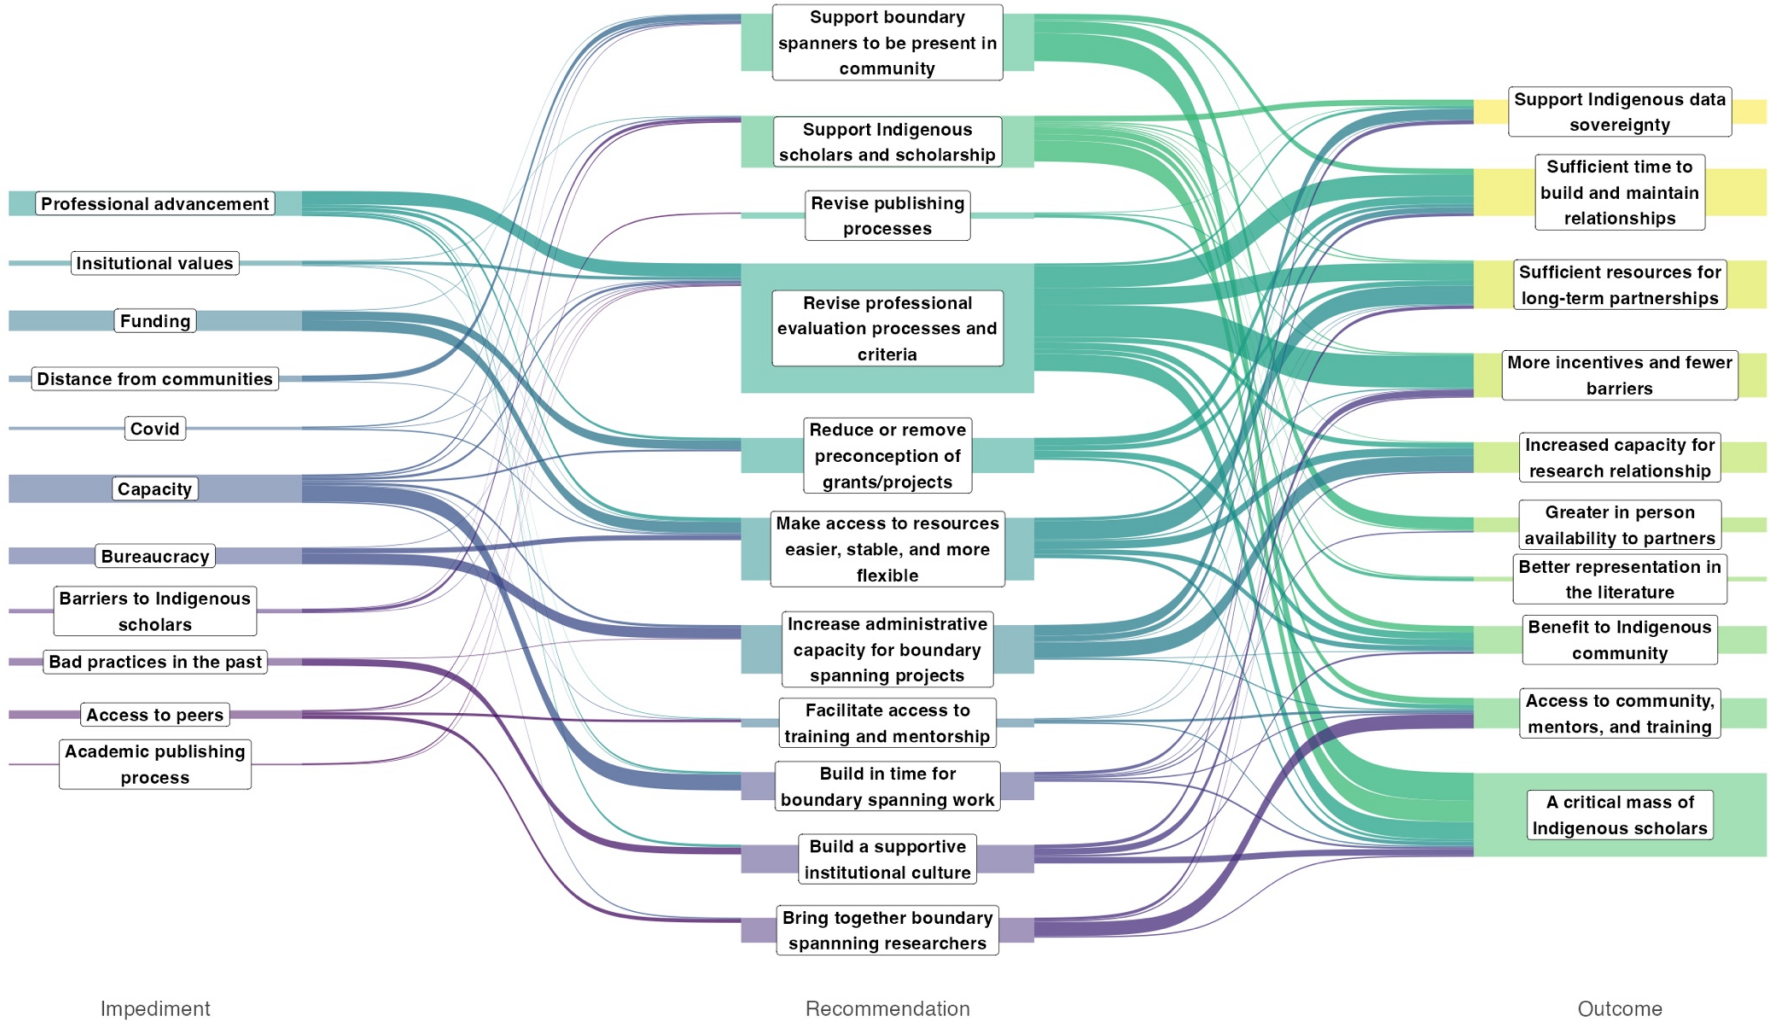 Professional advancement
Insitutional values
Funding
Distance from communities
Covid
Capacity
Bureaucracy
Barriers to Indigenous
scholars
Bad practices in the past
Access to peers
Academic publishing
process
Impediment
Support boundary
spanners to be present in
community
Support Indigenous
scholars and scholarship
Revise publishing
processes
Revise professional
evaluation processes and
criteria
Reduce or remove
preconception of
grants/projects
Make access to resources
easier, stable, and more
flexible
Increase administrative
capacity for boundary
spanning projects
Facilitate access to
training and mentorship
Build in time for
boundary spanning work
Build a supportive
institutional culture
Bring together boundary
spannning researchers
Recommendation
Support Indigenous data
sovereignty
Sufficient time to
build and maintain
relationships
Sufficient resources for
long-term partnerships
More incentives and fewer
barriers
Increased capacity for
research relationship
Greater in person
availability to partners
Better representation in
the literature
Benefit to Indigenous
community
Access to community,
mentors, and training
A critical mass of
Indigenous scholars
Outcome